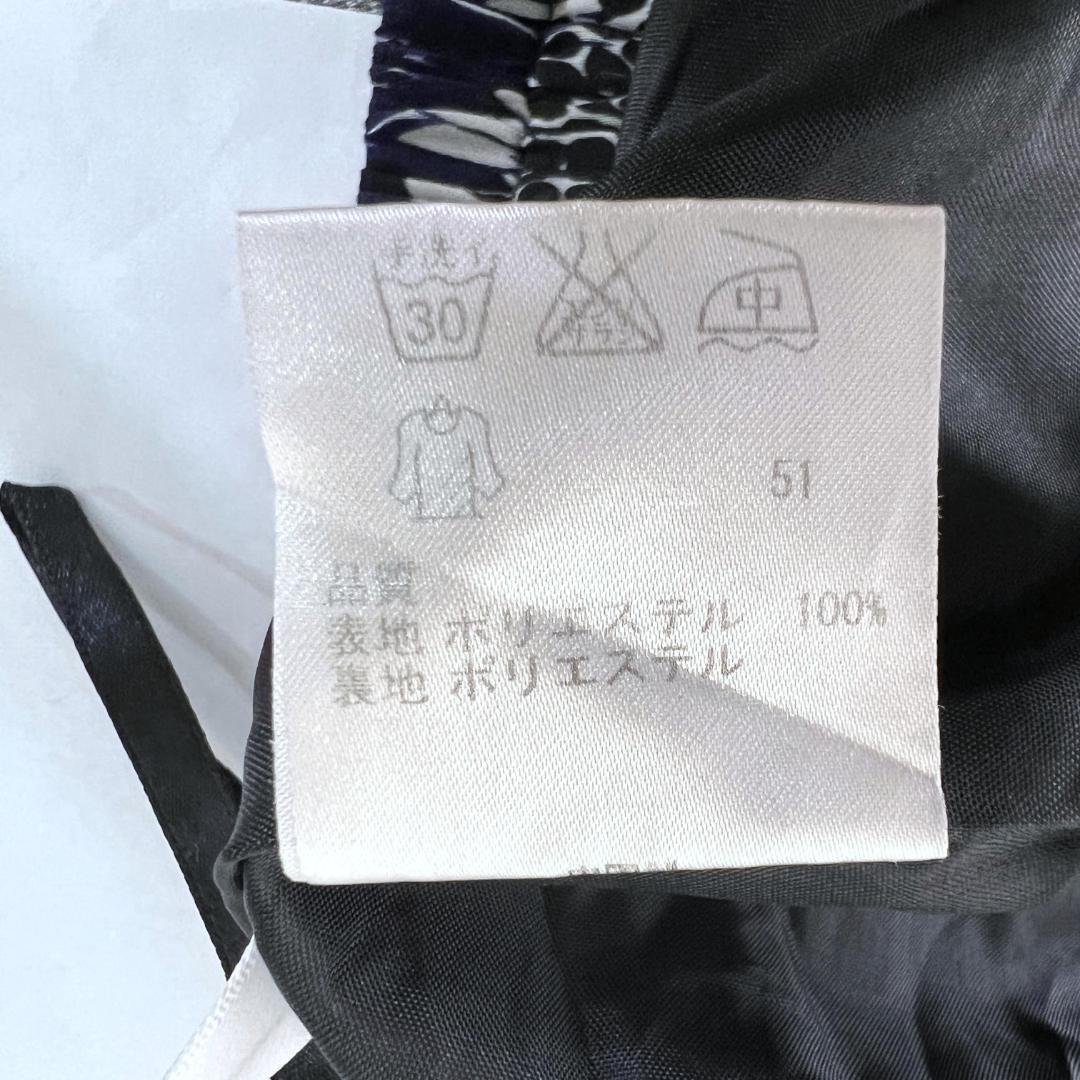 手洗イ
30
中
51
品質
表地 ポリエステル 100%
裏地 ポリエステル